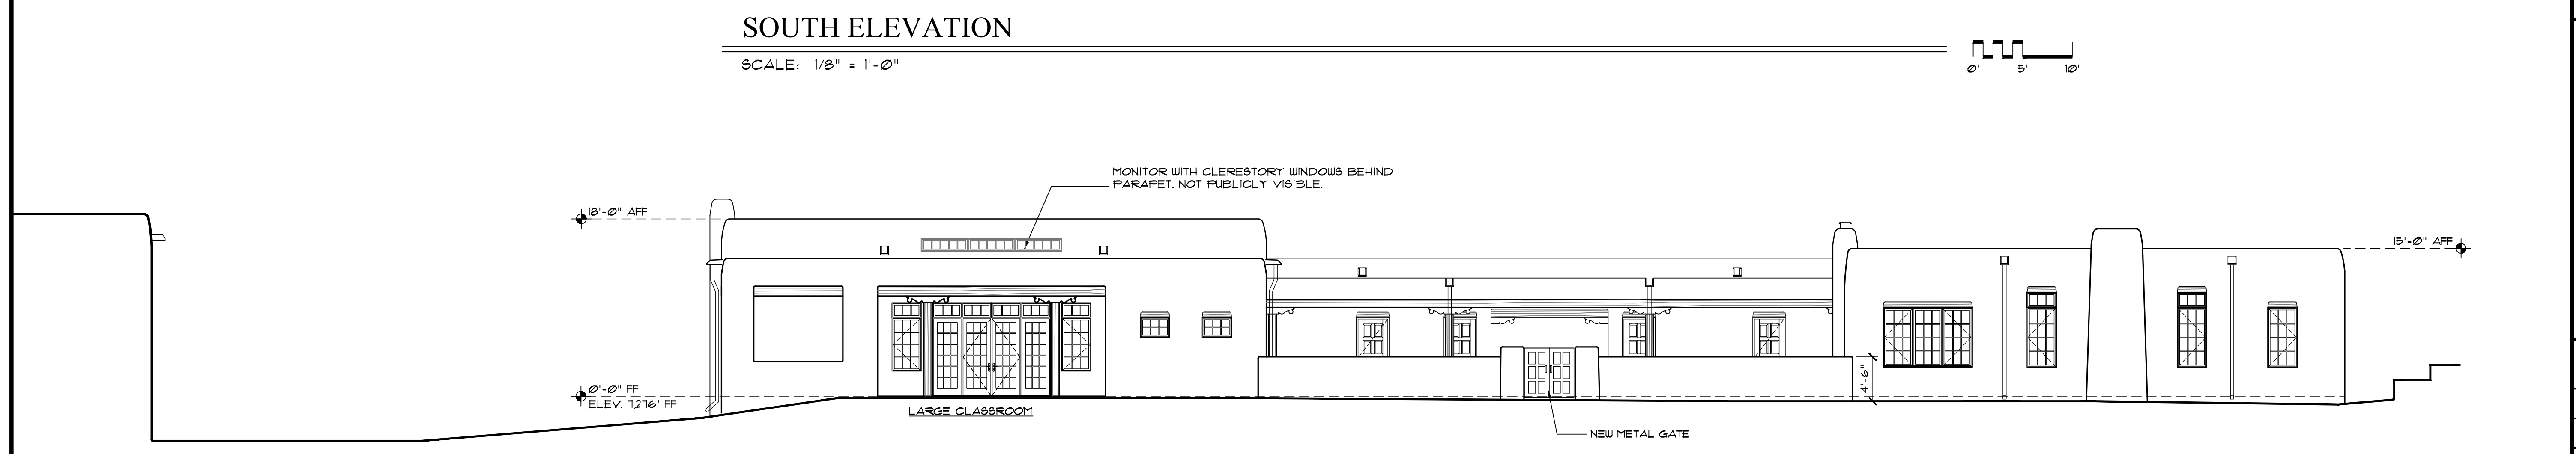 SOUTH ELEVATION
SCALE: 1/8" = 1'-0"
0' 5' 10'
MONITOR WITH CLERESTORY WINDOWS BEHIND
PARAPET. NOT PUBLICLY VISIBLE.
18'-0" AFF
15'-0" AFF
0'-0" FF
ELEV. 7,276' FF
4'-6"
LARGE CLASSROOM
NEW METAL GATE